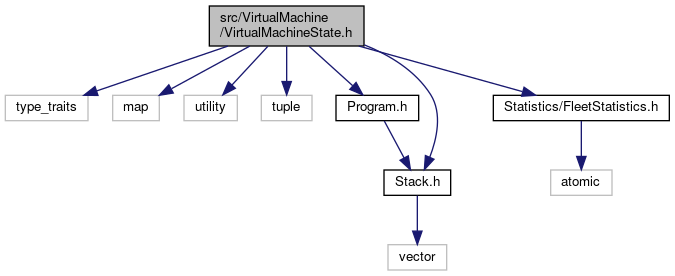 src/VirtualMachine
/VirtualMachineState.h
type_traits
map
utility
tuple
Program.h
Statistics/FleetStatistics.h
Stack.h
atomic
vector